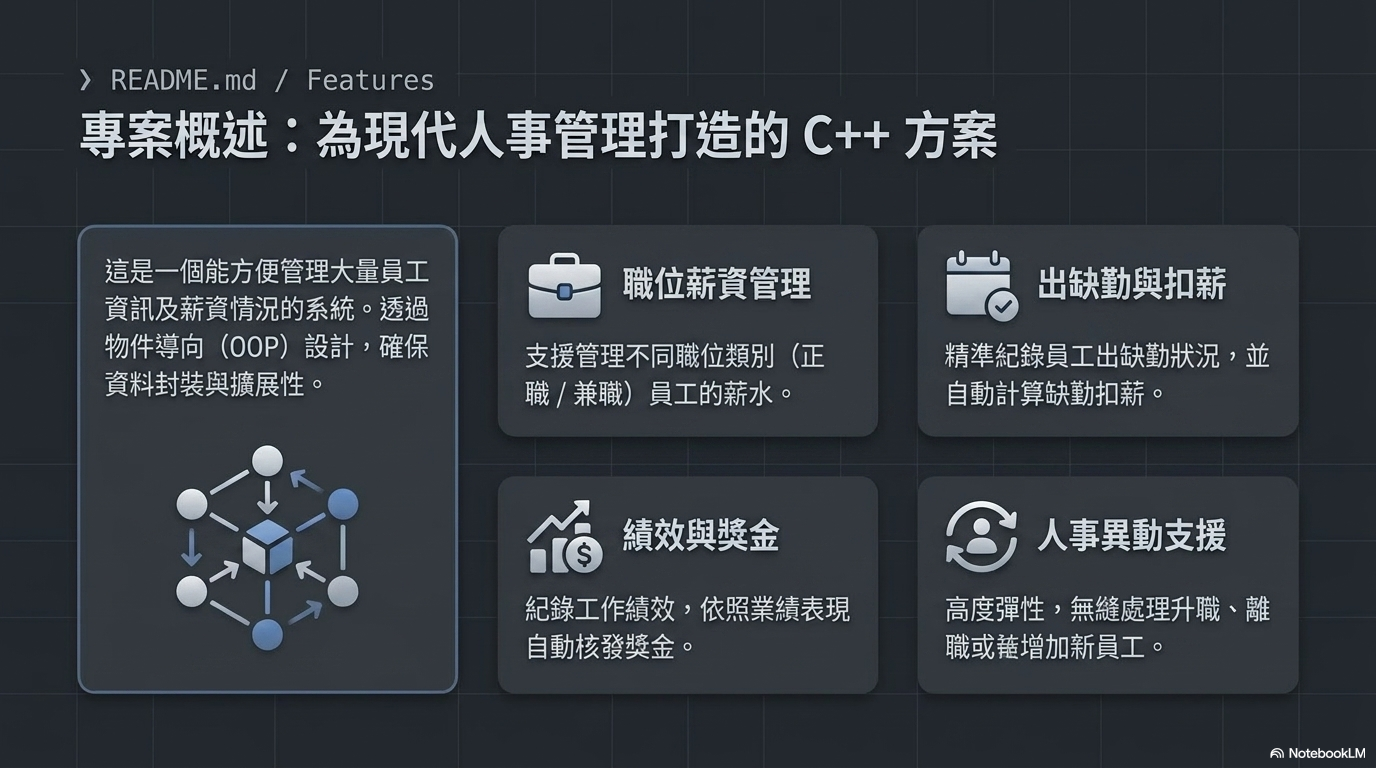 ❯ README.md / Features
專案概述：為現代人事管理打造的 C++ 方案
這是一個能方便管理大量員工
資訊及薪資情況的系統。透過
物件導向（OOP）設計，確保
資料封裝與擴展性。
職位薪資管理
支援管理不同職位類別（正
職 / 兼職）員工的薪水。
出缺勤與扣薪
精準紀錄員工出缺勤狀況，並
自動計算缺勤扣薪。
績效與獎金
紀錄工作績效，依照業績表現
自動核發獎金。
人事異動支援
高度彈性，無縫處理升職、離
職或增加新員工。
NotebookLM